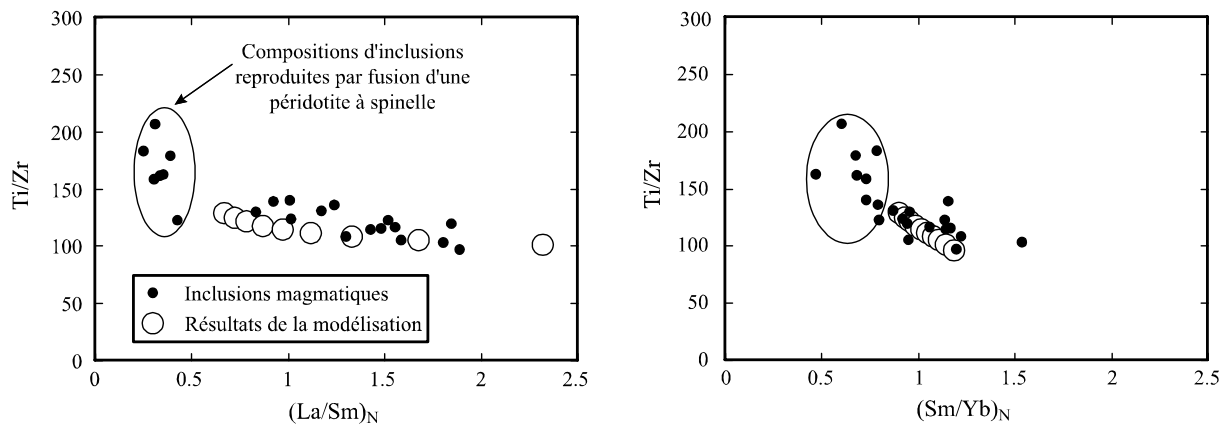 300
250
200
150
100
50
0
Ti/Zr
Compositions d'inclusions
reproduites par fusion d'une
péridotite à spinelle
Inclusions magmatiques
Résultats de la modélisation
0 0.5 1 1.5 2 2.5
(La/Sm)N
300
250
200
150
100
50
0
Ti/Zr
0 0.5 1 1.5 2 2.5
(Sm/Yb)N